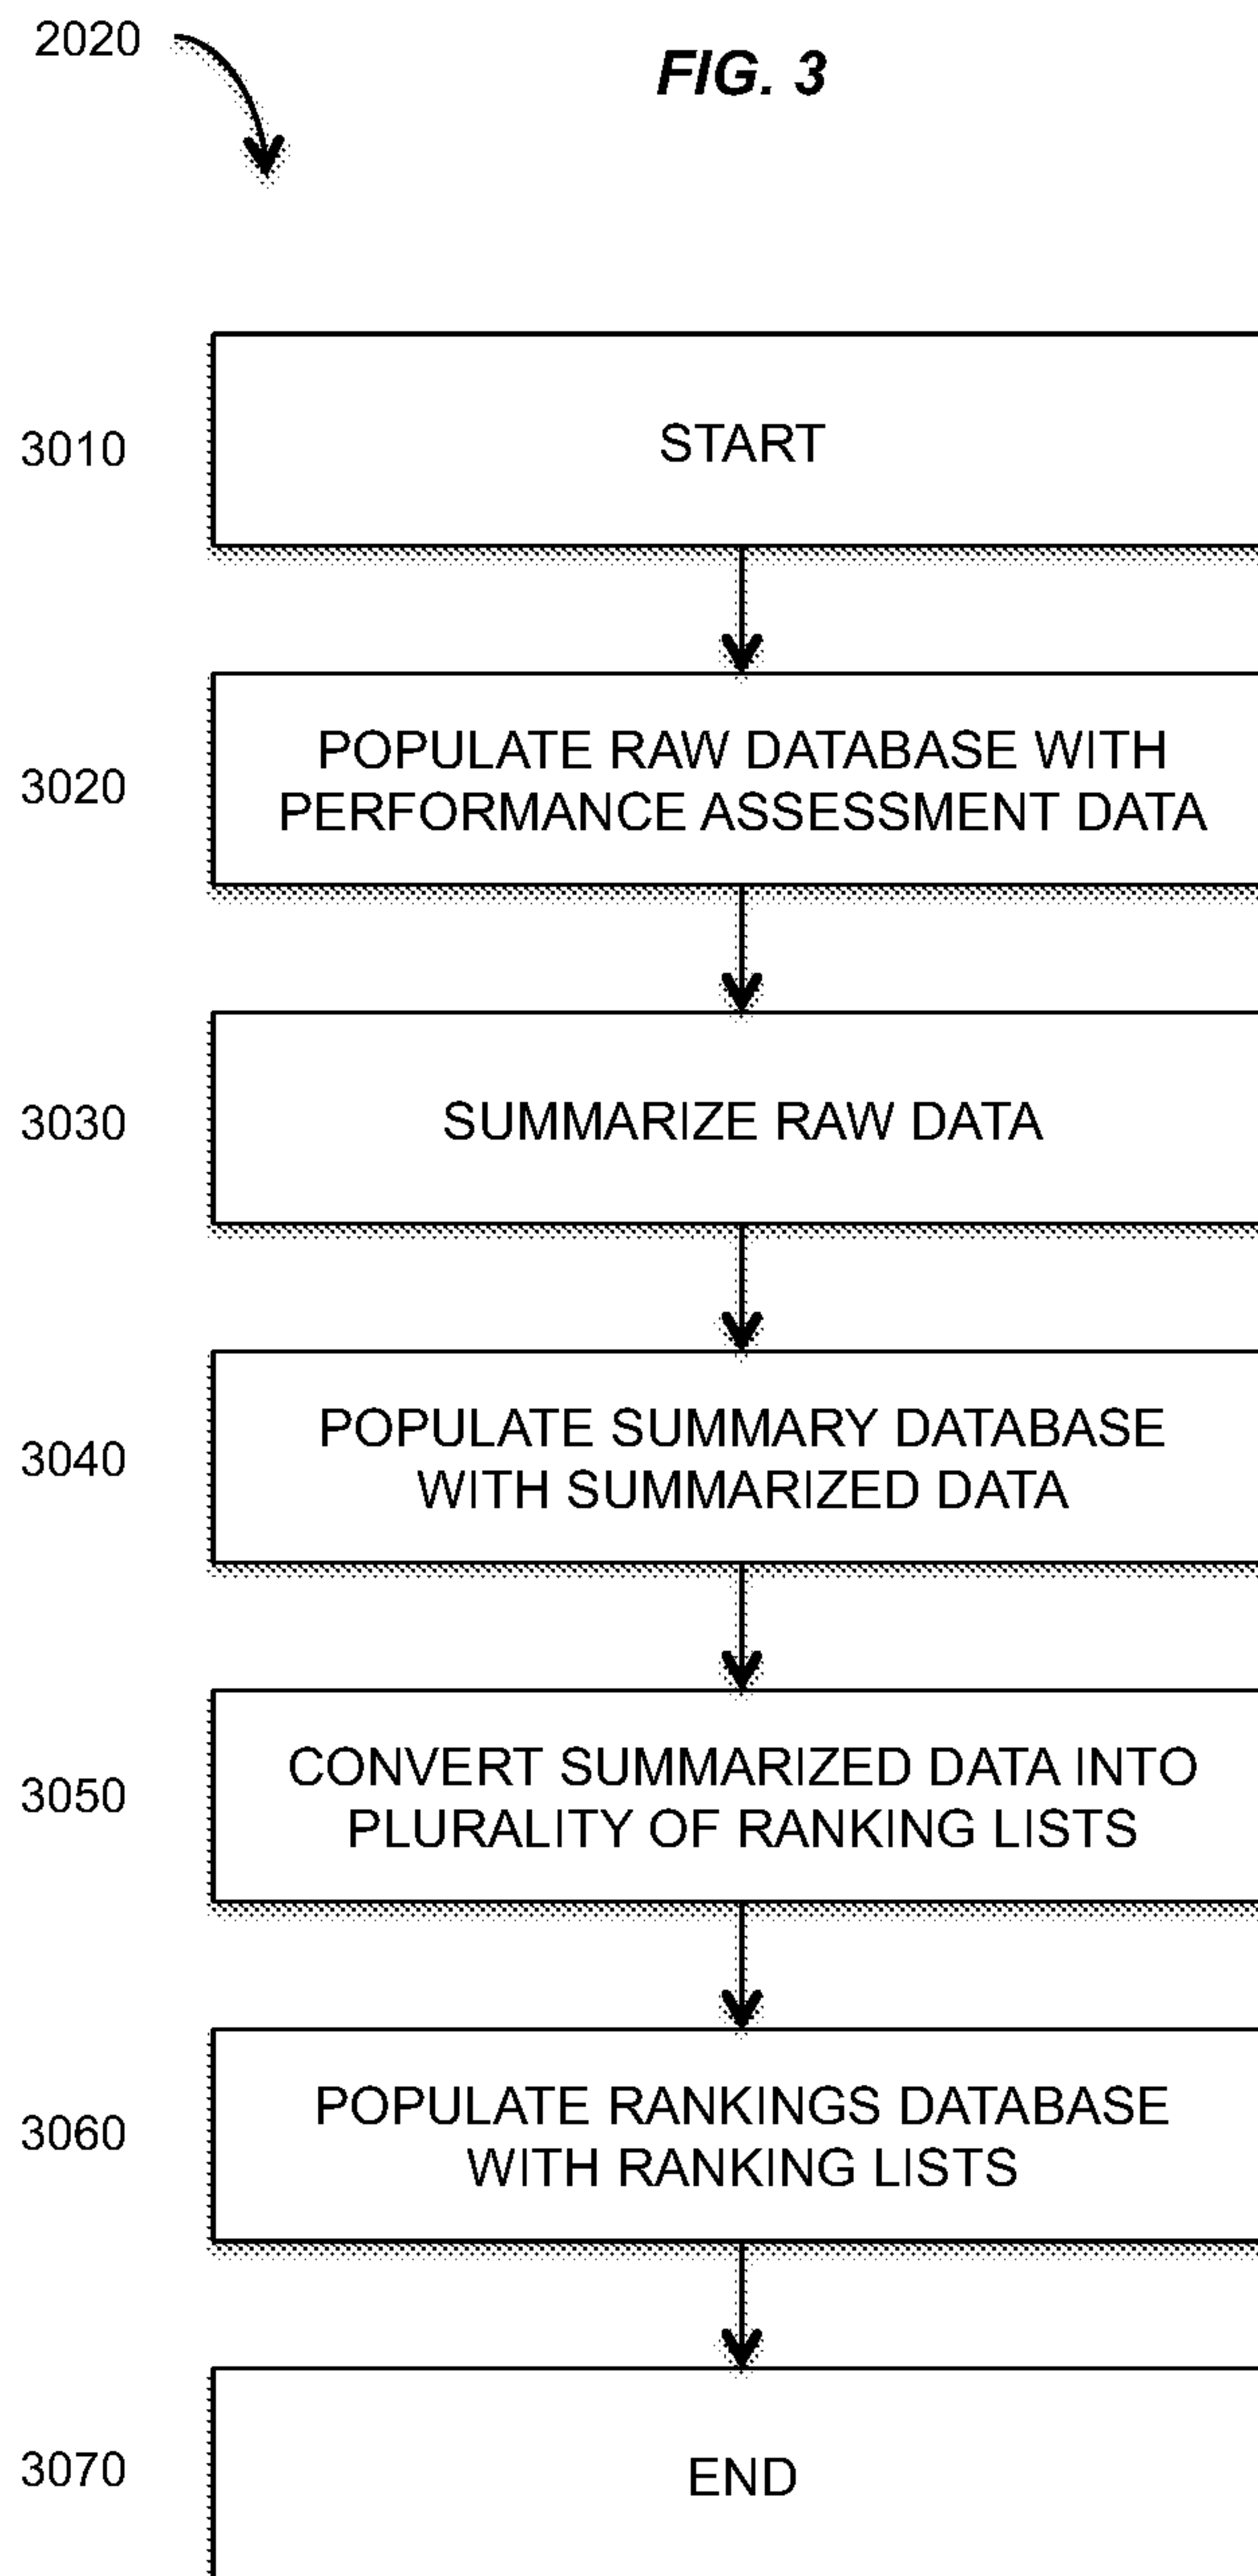 2020
FIG. 3
3010
START
3020
POPULATE RAW DATABASE WITH
PERFORMANCE ASSESSMENT DATA
3030
SUMMARIZE RAW DATA
3040
POPULATE SUMMARY DATABASE
WITH SUMMARIZED DATA
3050
CONVERT SUMMARIZED DATA INTO
PLURALITY OF RANKING LISTS
3060
POPULATE RANKINGS DATABASE
WITH RANKING LISTS
3070
END